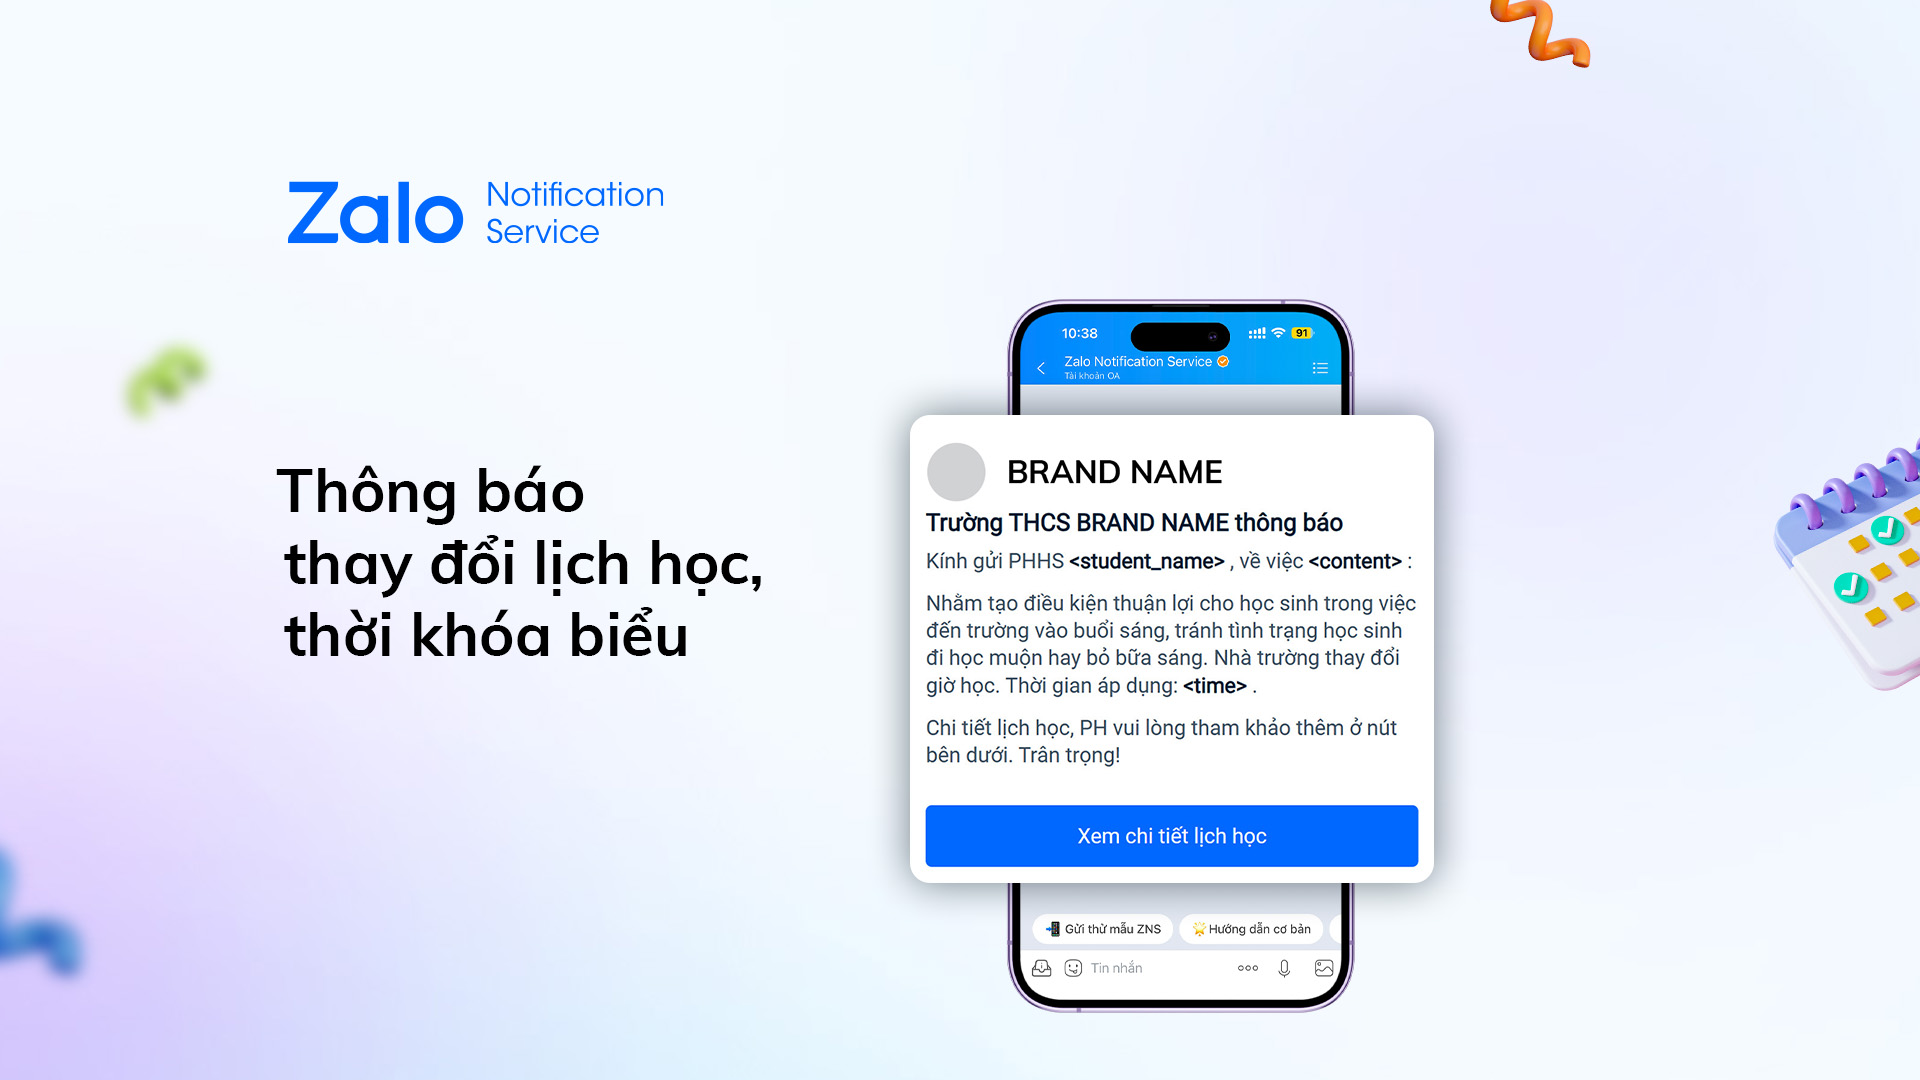 Zalo Notification
Service
Thông báo
thay đổi lịch học,
thời khóa biểu
10:38
91
Zalo Notification Service
Tài khoản OA
BRAND NAME
Trường THCS BRAND NAME thông báo
Kính gửi PHHS <student_name> , về việc <content> :
Nhằm tạo điều kiện thuận lợi cho học sinh trong việc
đến trường vào buổi sáng, tránh tình trạng học sinh
đi học muộn hay bỏ bữa sáng. Nhà trường thay đổi
giờ học. Thời gian áp dụng: <time> .
Chi tiết lịch học, PH vui lòng tham khảo thêm ở nút
bên dưới. Trân trọng!
Xem chi tiết lịch học
Gửi thử mẫu ZNS
Hướng dẫn cơ bản
Tin nhắn